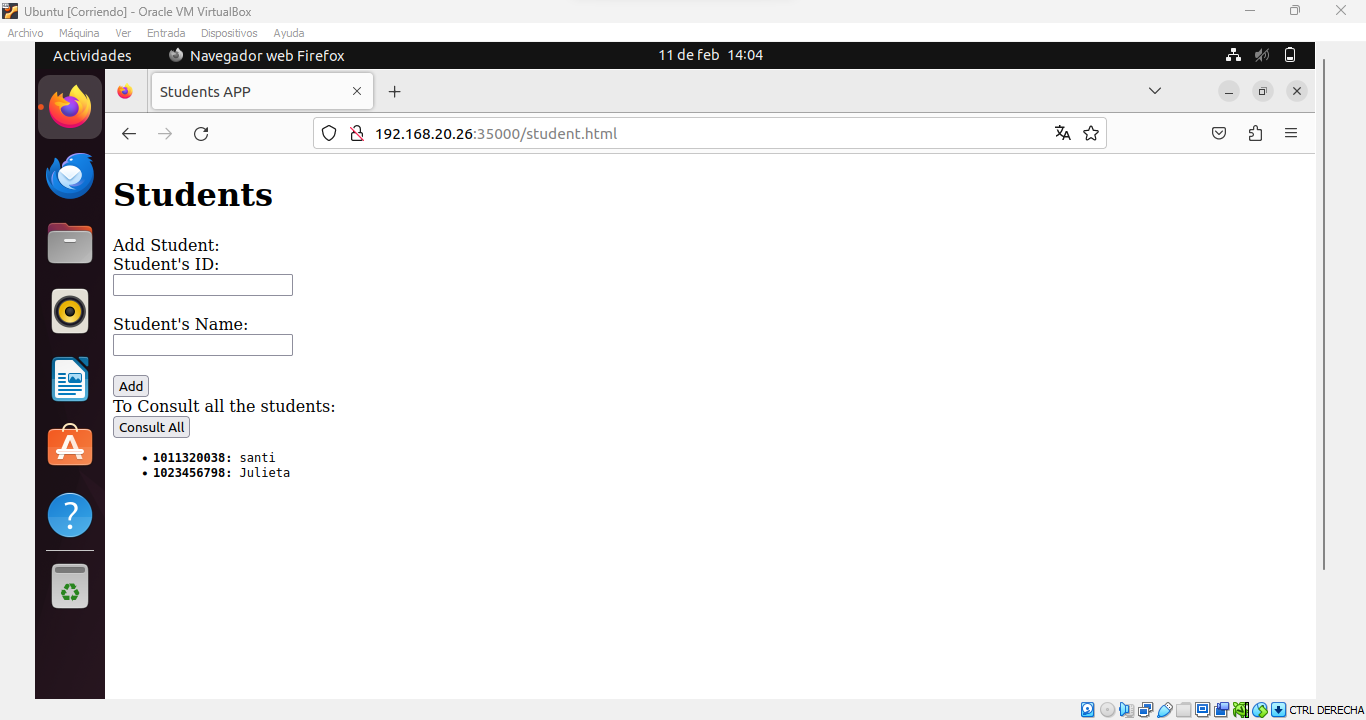 Ubuntu [Corriendo] - Oracle VM VirtualBox
Archivo Máquina Ver Entrada Dispositivos Ayuda
Actividades Navegador web Firefox 11 de feb 14:04
Students APP
192.168.20.26:35000/student.html
Students
Add Student:
Student's ID:
Student's Name:
Add
To Consult all the students:
Consult All
• 1011320038: santi
• 1023456798: Julieta
CTRL DERECHA